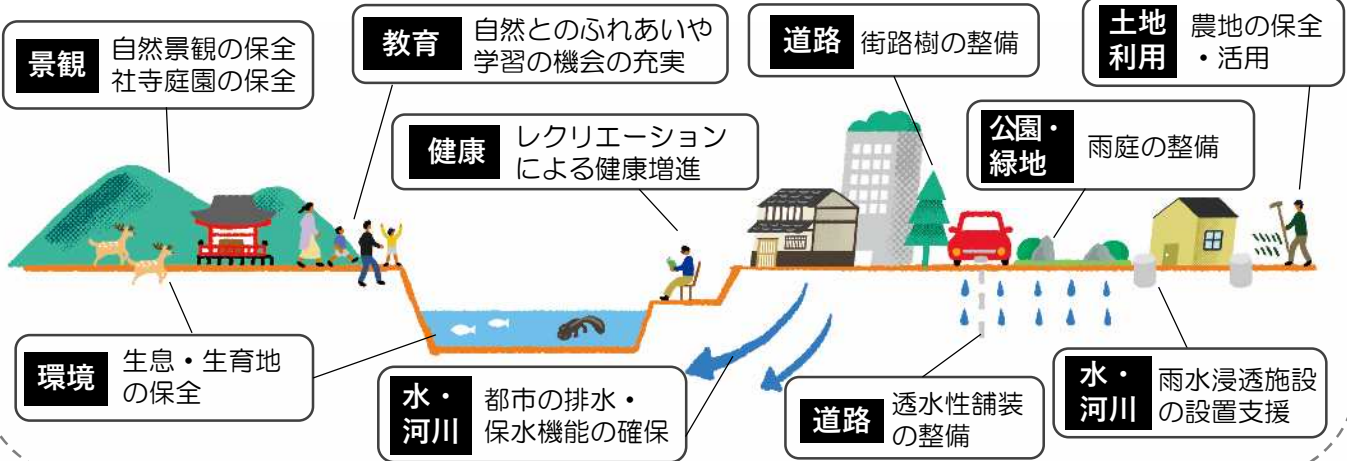 景観
自然景観の保全
社寺庭園の保全
教育
自然とのふれあいや
学習の機会の充実
道路
街路樹の整備
土地
利用
農地の保全
・活用
健康
レクリエーション
による健康増進
公園・
緑地
雨庭の整備
環境
生息・生育地
の保全
水・
河川
都市の排水・
保水機能の確保
道路
透水性舗装
の整備
水・
河川
雨水浸透施設
の設置支援